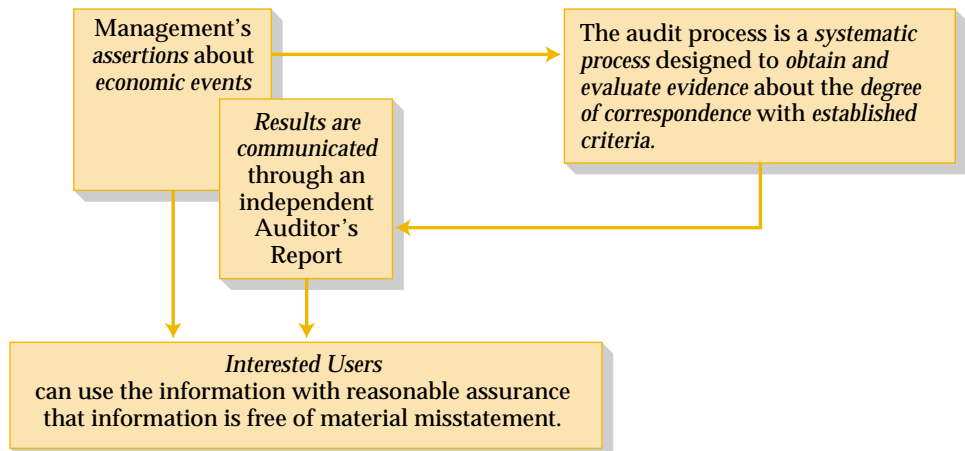 Management's
assertions about
economic events
The audit process is a systematic
process designed to obtain and
evaluate evidence about the degree
of correspondence with established
criteria.
Results are
communicated
through an
independent
Auditor's
Report
Interested Users
can use the information with reasonable assurance
that information is free of material misstatement.